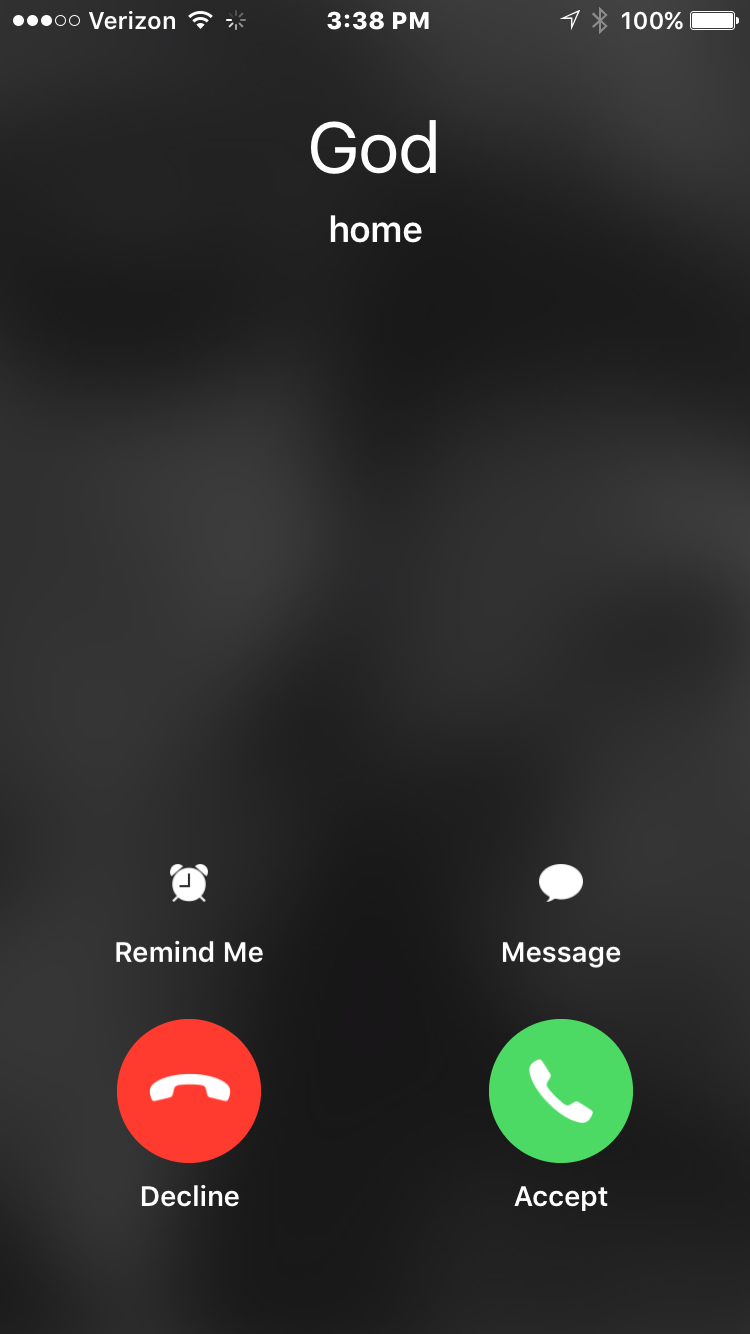 Verizon 3:38 PM 100%
God
home
Remind Me Message
Decline Accept